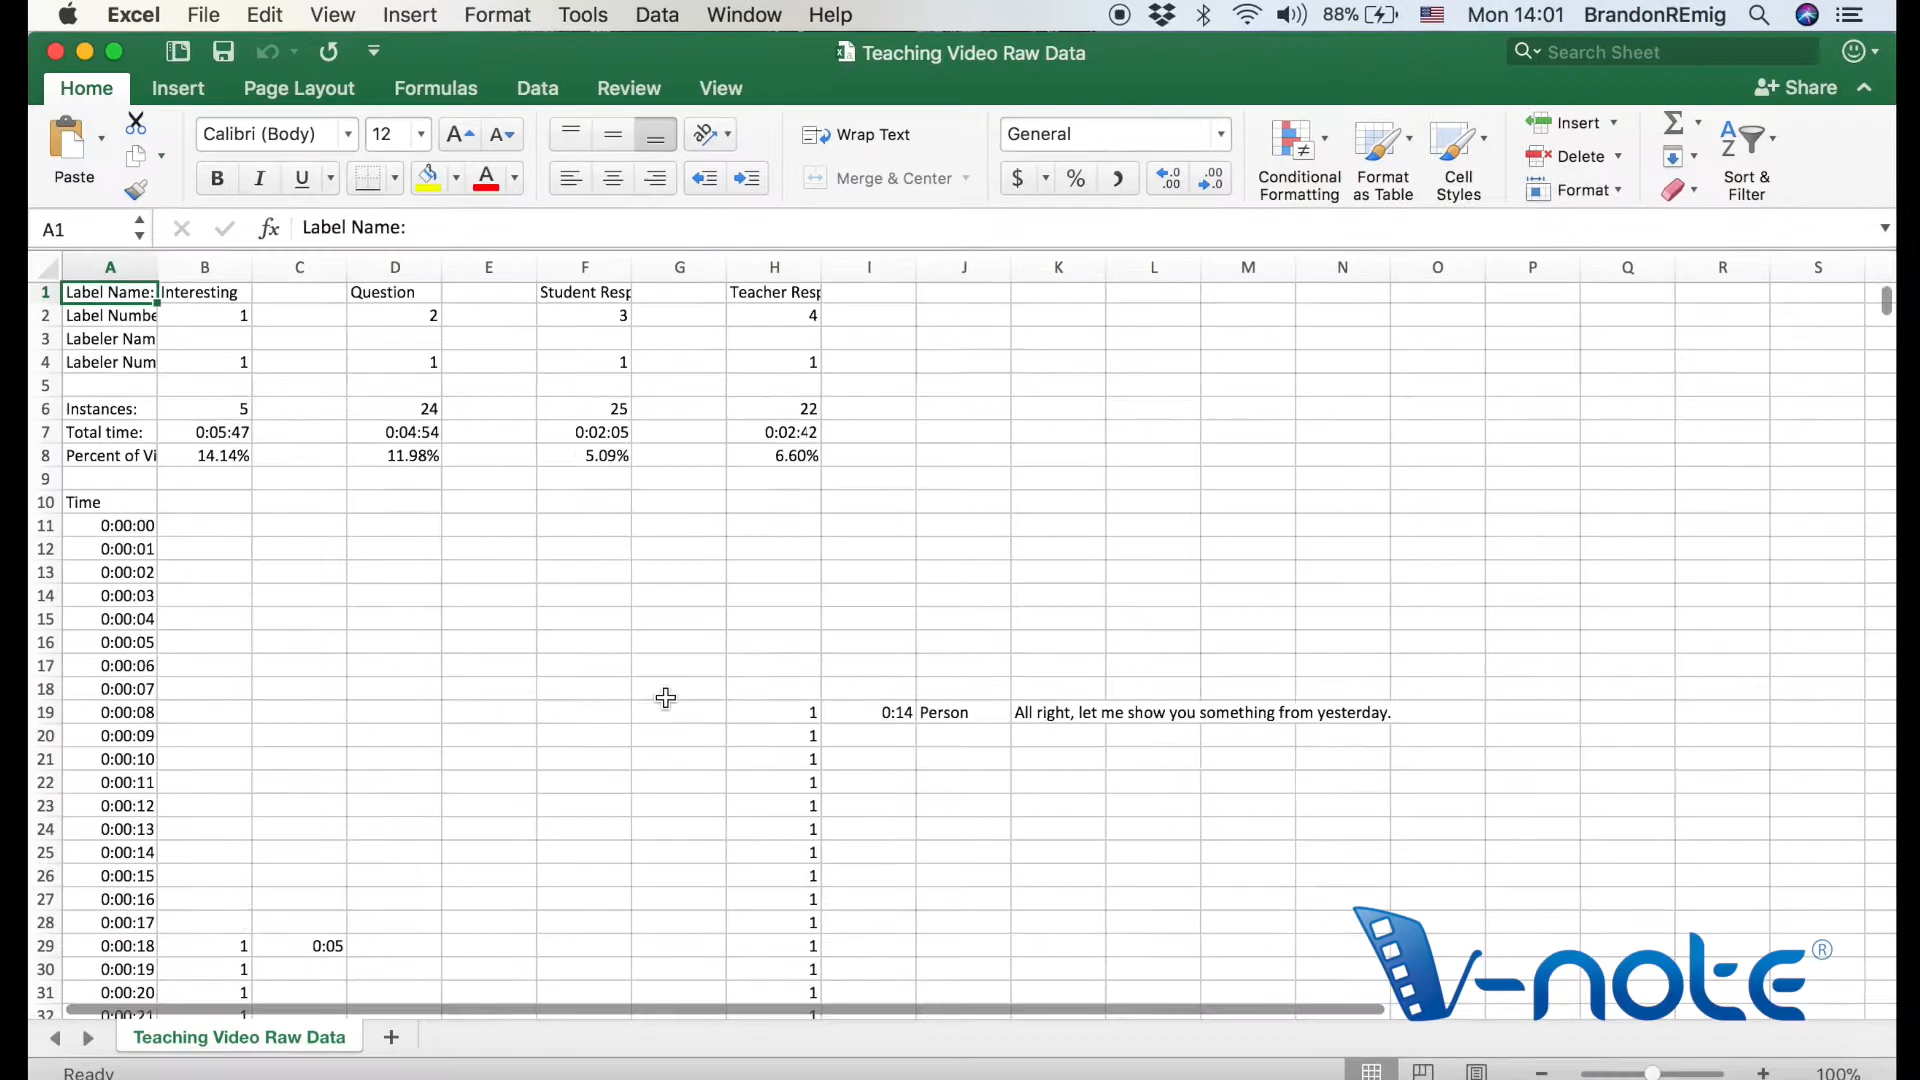 Excel File Edit View Insert Format Tools Data Window Help 88% Mon 14:01 BrandonREmig
Teaching Video Raw Data Search Sheet
Home Insert Page Layout Formulas Data Review View Share
Paste Calibri (Body) 12 A A Wrap Text General Conditional Formatting Format as Table Cell Styles Insert Sort & Filter
B I U A Merge & Center $ % Delete
Format
A1 fx Label Name:
A B C D E F G H I J K L M N O P Q R S
1 Label Name: Interesting Question Student Resp Teacher Resp
2 Label Numbe 1 2 3 4
3 Labeler Nam
4 Labeler Num 1 1 1 1
5
6 Instances: 5 24 25 22
7 Total time: 0:05:47 0:04:54 0:02:05 0:02:42
8 Percent of Vi 14.14% 11.98% 5.09% 6.60%
9
10 Time
11 0:00:00
12 0:00:01
13 0:00:02
14 0:00:03
15 0:00:04
16 0:00:05
17 0:00:06
18 0:00:07
19 0:00:08 1 0:14 Person All right, let me show you something from yesterday.
20 0:00:09 1
21 0:00:10 1
22 0:00:11 1
23 0:00:12 1
24 0:00:13 1
25 0:00:14 1
26 0:00:15 1
27 0:00:16 1
28 0:00:17 1
29 0:00:18 1 0:05 1
30 0:00:19 1 1
31 0:00:20 1 1
32 0:00:21 1 1
V-note®
Teaching Video Raw Data +
Ready 100%